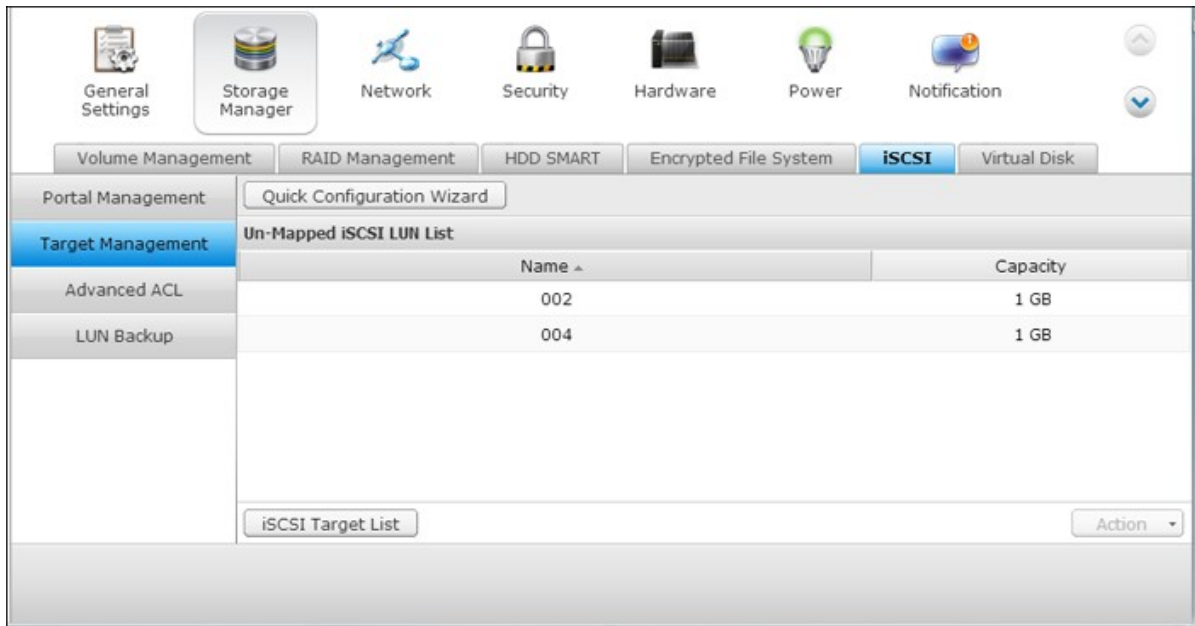 General
Settings
Storage
Manager
Network
Security
Hardware
Power
Notification
Volume Management
RAID Management
HDD SMART
Encrypted File System
iSCSI
Virtual Disk
Portal Management
Target Management
Advanced ACL
LUN Backup
Quick Configuration Wizard
Un-Mapped iSCSI LUN List
Name Capacity
002 1 GB
004 1 GB
iSCSI Target List
Action